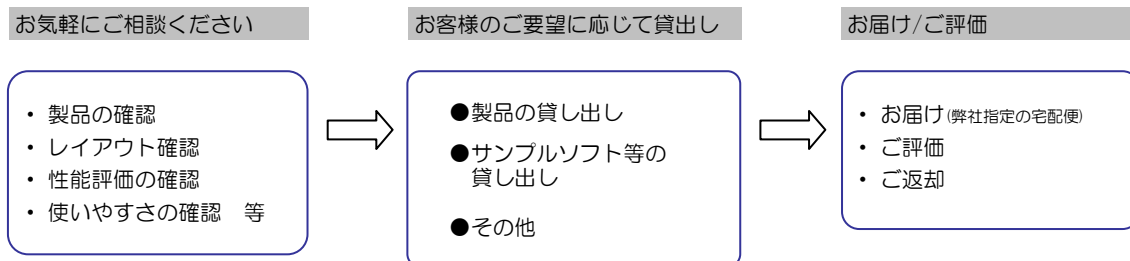 お気軽にご相談ください
・ 製品の確認
・ レイアウト確認
・ 性能評価の確認
・ 使いやすさの確認　等
お客様のご要望に応じて貸出し
●製品の貸し出し
●サンプルソフト等の
貸し出し
●その他
お届け/ご評価
・ お届け(弊社指定の宅配便)
・ ご評価
・ ご返却